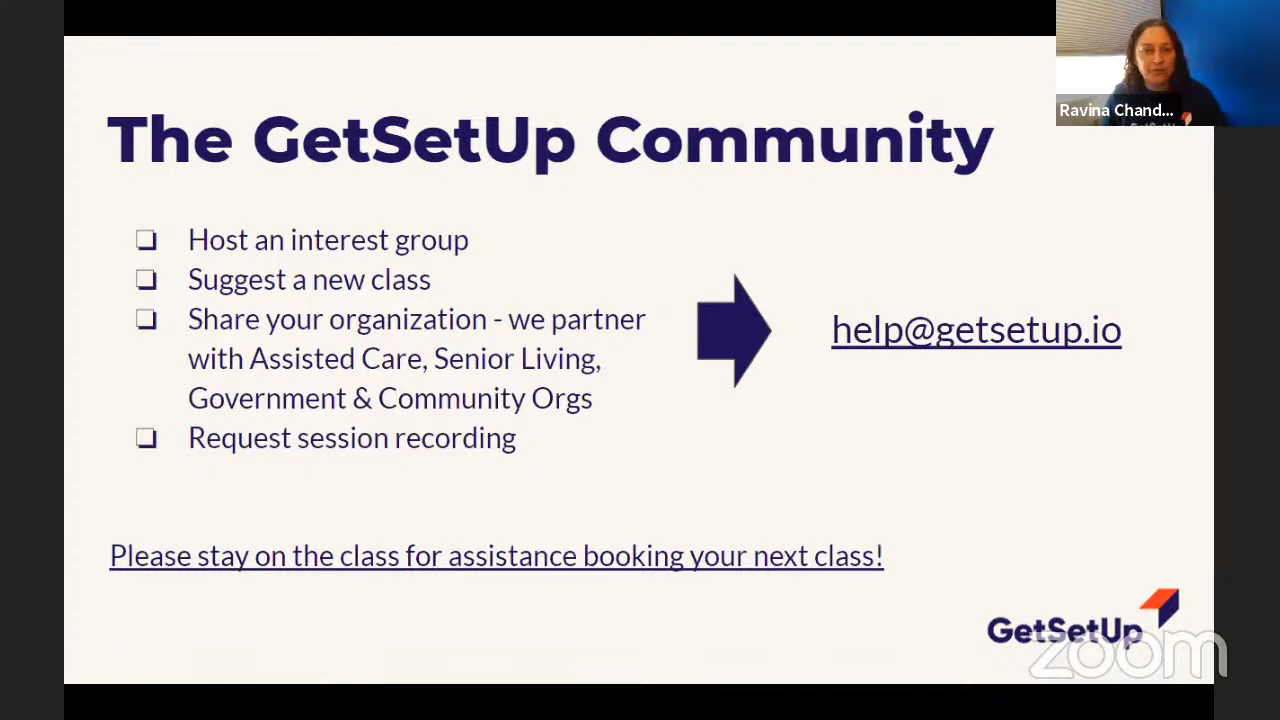 Ravina Chand...
The GetSetUp Community
❏ Host an interest group
❏ Suggest a new class
❏ Share your organization - we partner
with Assisted Care, Senior Living,
Government & Community Orgs
❏ Request session recording
help@getsetup.io
Please stay on the class for assistance booking your next class!
GetSetUp
zoom